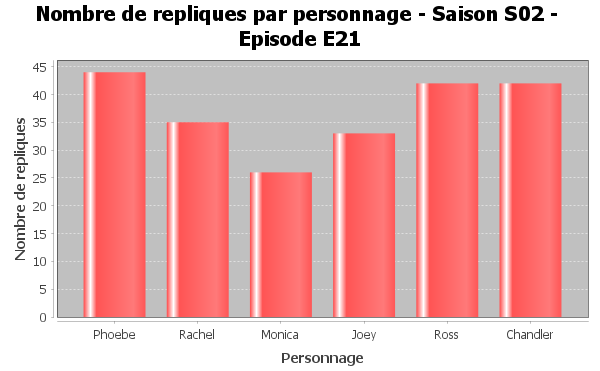 Nombre de repliques par personnage - Saison S02 -
Episode E21
Nombre de repliques
45
40
35
30
25
20
15
10
5
0
Phoebe Rachel Monica Joey Ross Chandler
Personnage